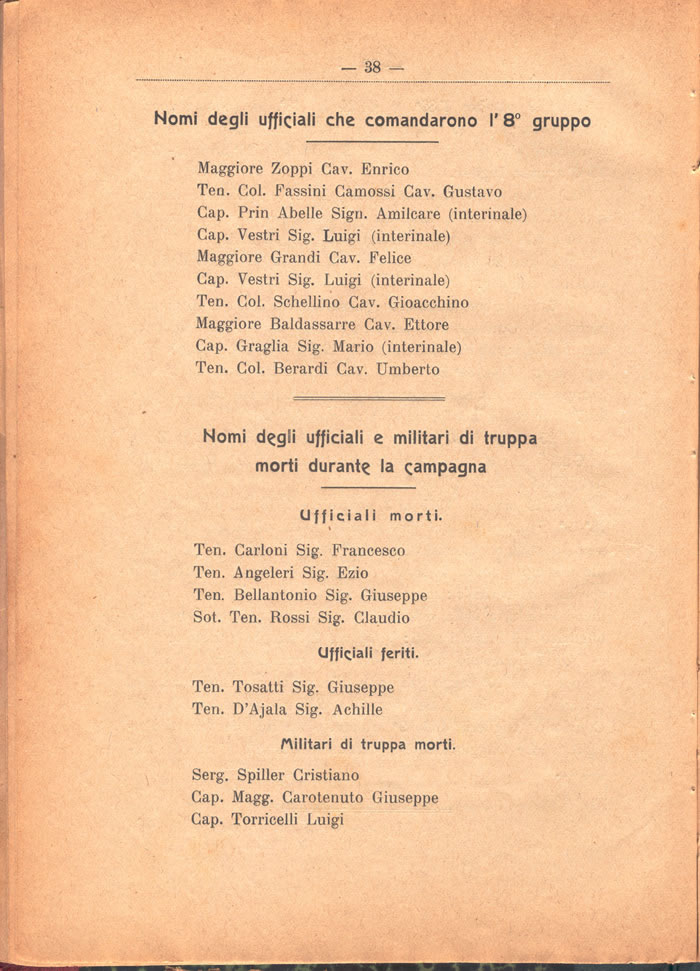 — 38 —
Nomi degli ufficiali che comandarono l'8º gruppo
Maggiore Zoppi Cav. Enrico
Ten. Col. Fassini Camossi Cav. Gustavo
Cap. Prin Abelle Sign. Amilcare (interinale)
Cap. Vestri Sig. Luigi (interinale)
Maggiore Grandi Cav. Felice
Cap. Vestri Sig. Luigi (interinale)
Ten. Col. Schellino Cav. Gioacchino
Maggiore Baldassarre Cav. Ettore
Cap. Graglia Sig. Mario (interinale)
Ten. Col. Berardi Cav. Umberto
Nomi degli ufficiali e militari di truppa
morti durante la campagna
Ufficiali morti.
Ten. Carloni Sig. Francesco
Ten. Angeleri Sig. Ezio
Ten. Bellantonio Sig. Giuseppe
Sot. Ten. Rossi Sig. Claudio
Ufficiali feriti.
Ten. Tosatti Sig. Giuseppe
Ten. D'Ajala Sig. Achille
Militari di truppa morti.
Serg. Spiller Cristiano
Cap. Magg. Carotenuto Giuseppe
Cap. Torricelli Luigi